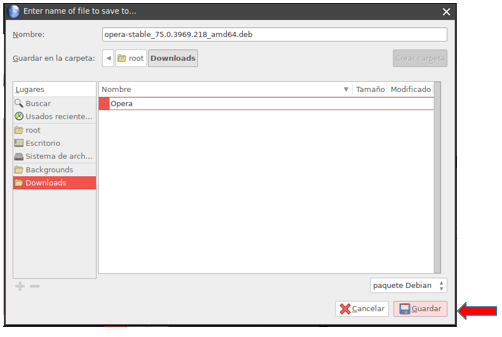 Enter name of file to save to...
Nombre: opera-stable_75.0.3969.218_amd64.deb
Guardar en la carpeta: root Downloads Crear carpeta
Lugares
Buscar
Usados reciente...
root
Escritorio
Sistema de arch...
Backgrounds
Downloads
Nombre Tamaño Modificado
Opera
paquete Debian
Cancelar Guardar